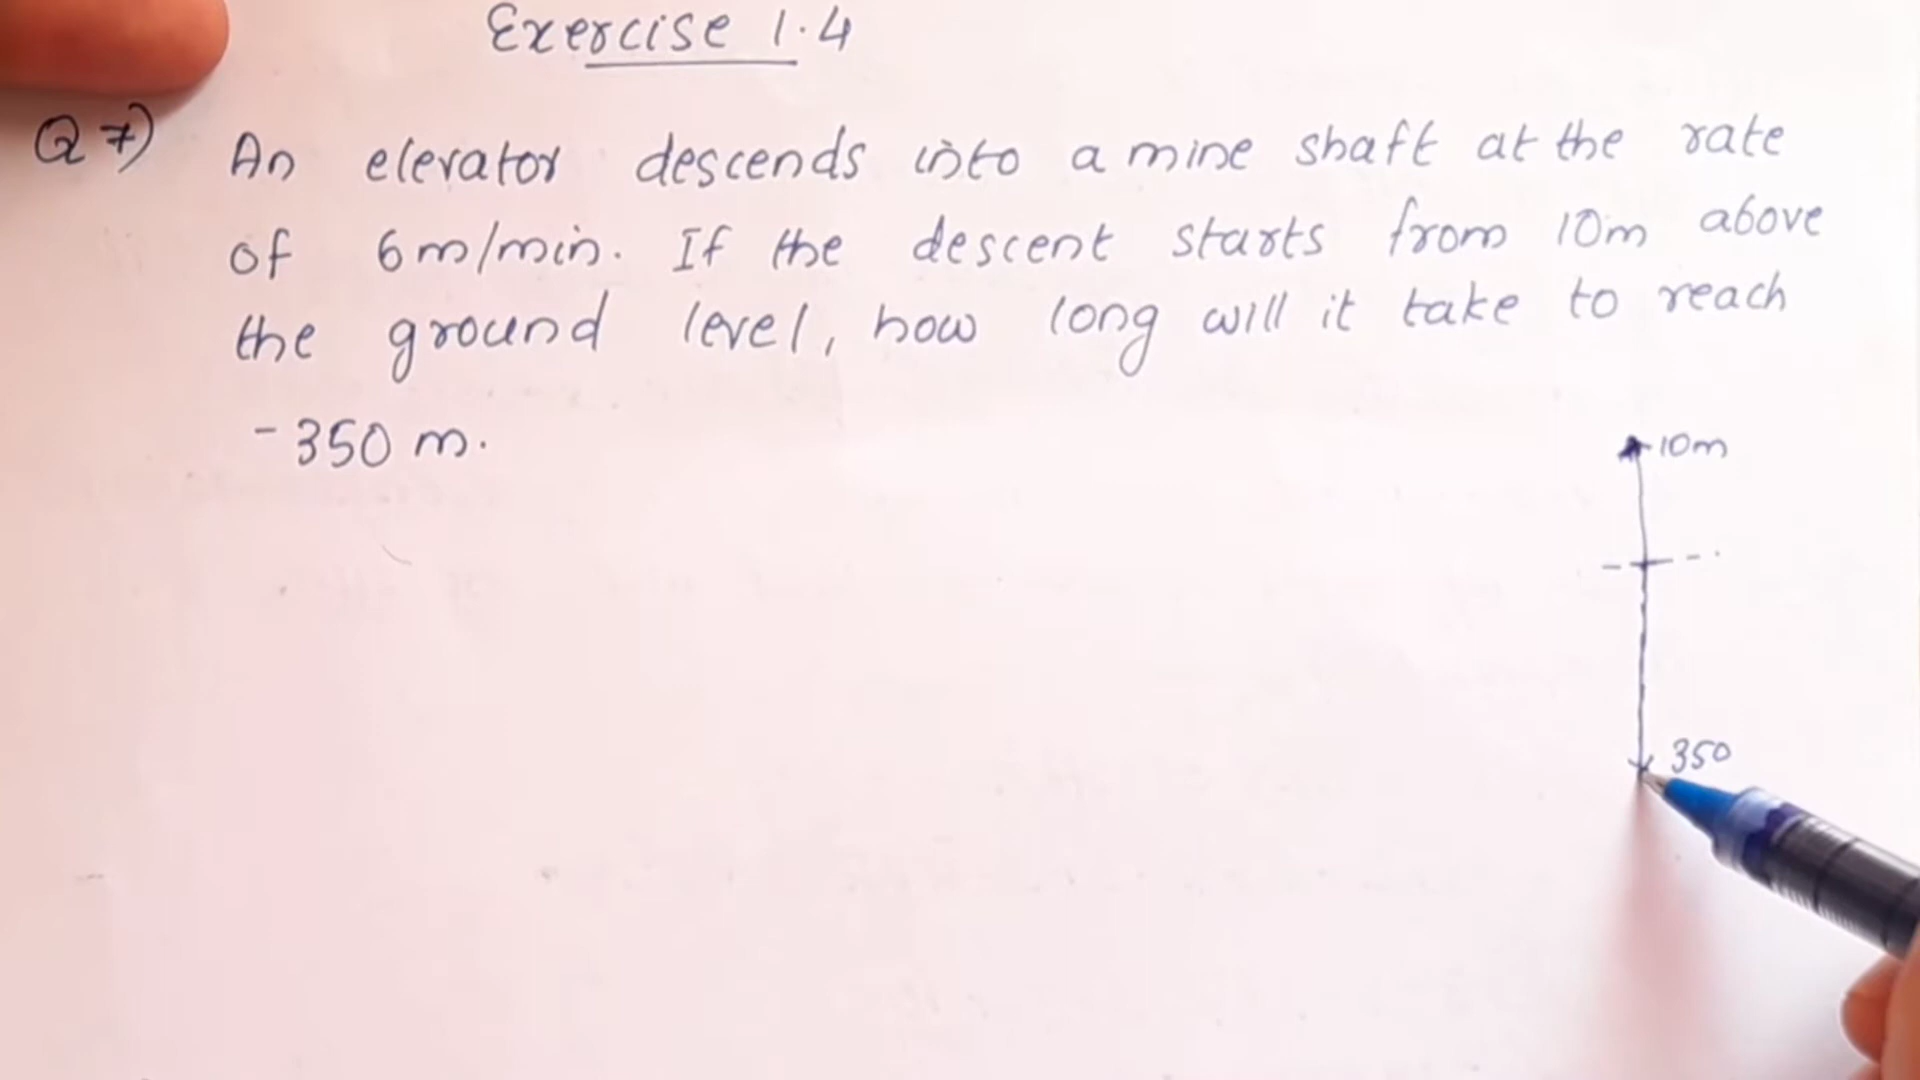 Exercise 1.4
Q7) An elevator descends into a mine shaft at the rate
of 6m/min. If the descent starts from 10m above
the ground level, how long will it take to reach
-350 m.
10m
350